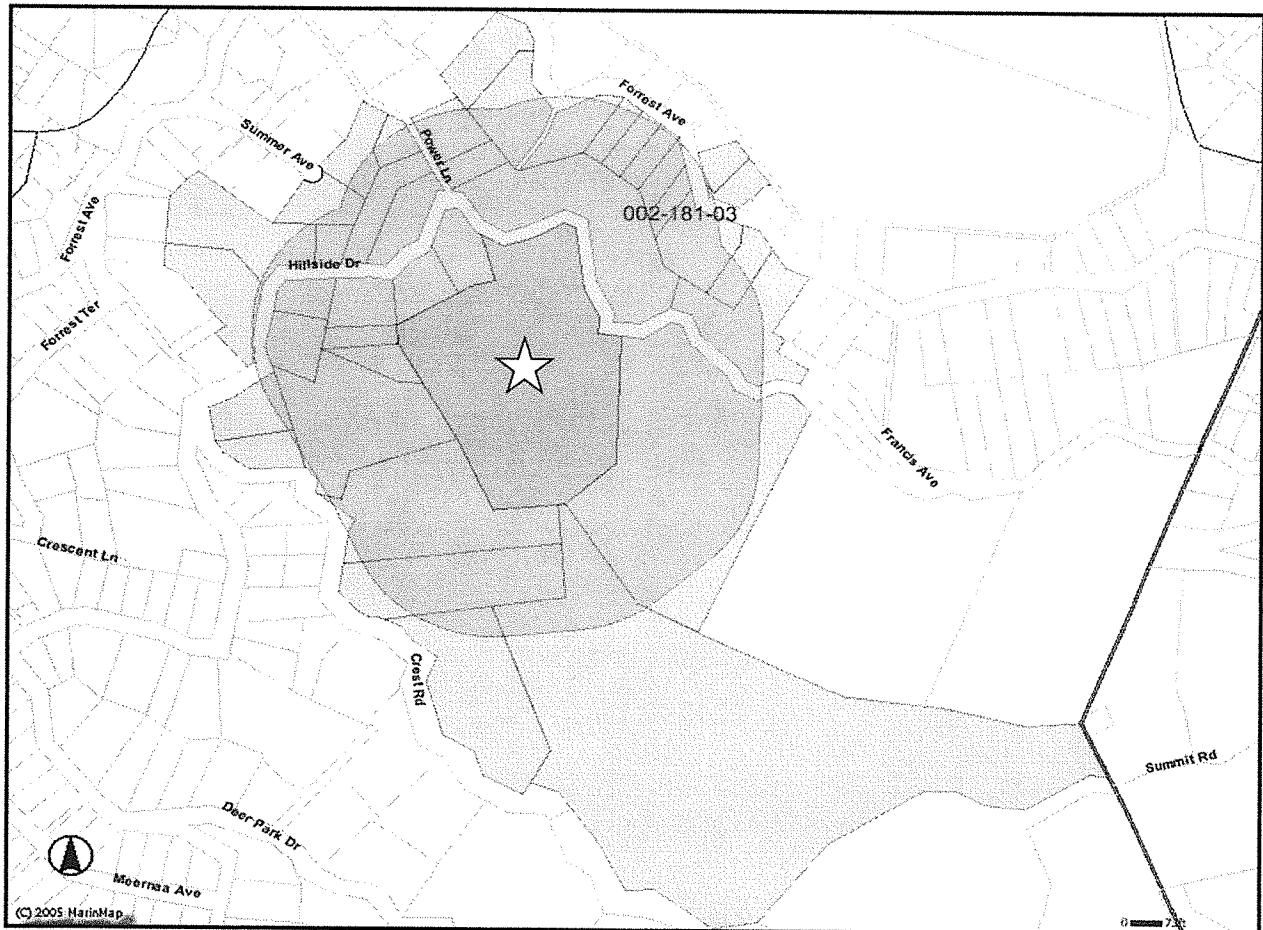 Forrest Ave
Summer Ave
Power Ln
Forrest Ave
002-181-03
Hillside Dr
Forrest Ter
Francis Ave
Crescent Ln
Crest Rd
Summit Rd
Deer Park Dr
Meernaa Ave
(C) 2005 MarinMap